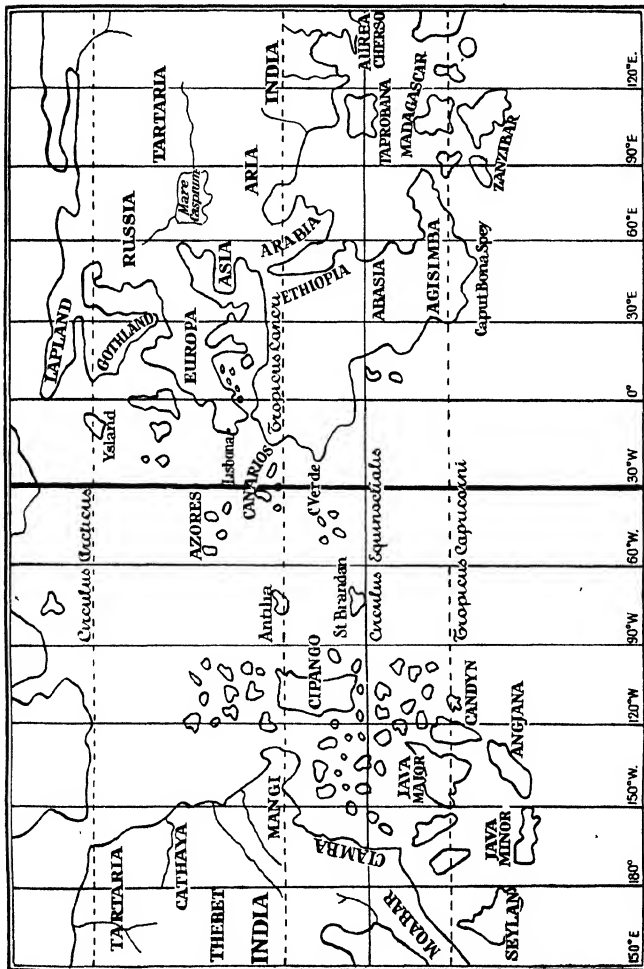 TARTARIA
CATHAYA
THEBET
INDIA
MANGI
CIAMBA
MOABAR
SEYLAN
JAVA
MINOR
JAVA
MAJOR
ANGJANA
CANDYN
CIPANGO
Antilia
St Brandan
Circulus Arcticus
Circulus Equinoctialis
Tropicus Capricorni
AZORES
CANARIOS
C Verde
Lisbona
Tropicus Cancri
Ysland
LAPLAND
GOTHLAND
EUROPA
RUSSIA
ASIA
Mare
Caspium
TARTARIA
ARIA
INDIA
ARABIA
ETHIOPIA
ABASIA
AGISIMBA
Caput Bona Spey
AUREA
CHERSO
TAPROBANA
MADAGASCAR
ZANZIBAR
150°E
180°
150°W.
120°W
90°W
60°W.
30°W
0°
30°E
60°E
90°E
120°E.